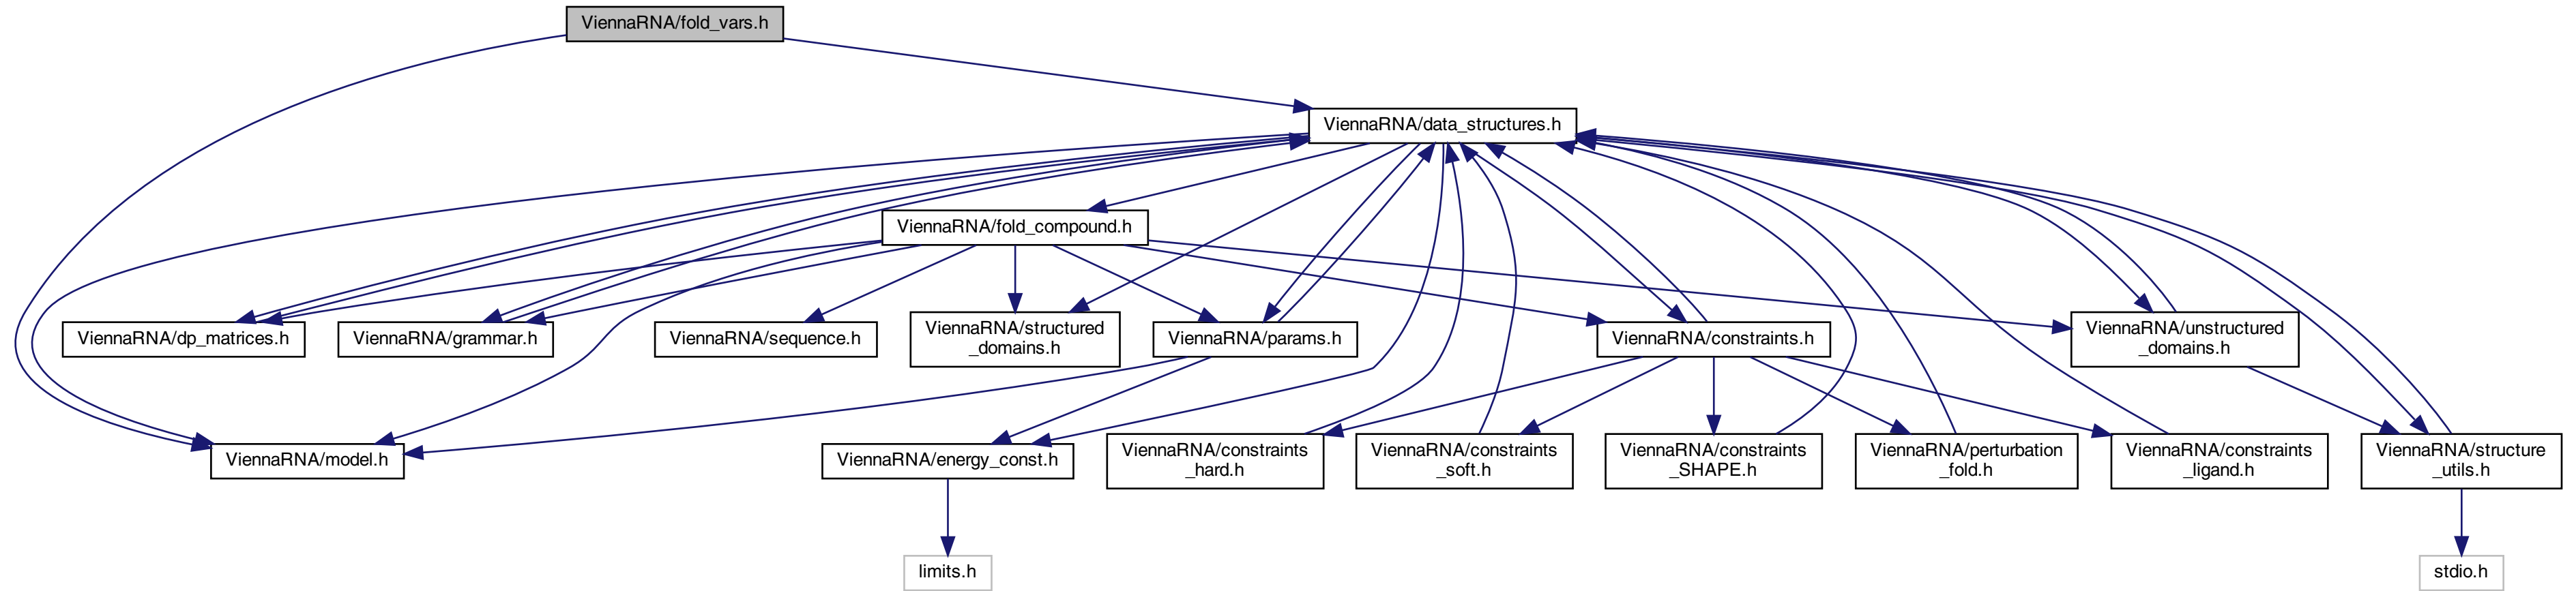 ViennaRNA/fold_vars.h
ViennaRNA/data_structures.h
ViennaRNA/fold_compound.h
ViennaRNA/dp_matrices.h
ViennaRNA/grammar.h
ViennaRNA/sequence.h
ViennaRNA/structured
_domains.h
ViennaRNA/params.h
ViennaRNA/constraints.h
ViennaRNA/unstructured
_domains.h
ViennaRNA/model.h
ViennaRNA/energy_const.h
ViennaRNA/constraints
_hard.h
ViennaRNA/constraints
_soft.h
ViennaRNA/constraints
_SHAPE.h
ViennaRNA/perturbation
_fold.h
ViennaRNA/constraints
_ligand.h
ViennaRNA/structure
_utils.h
limits.h
stdio.h